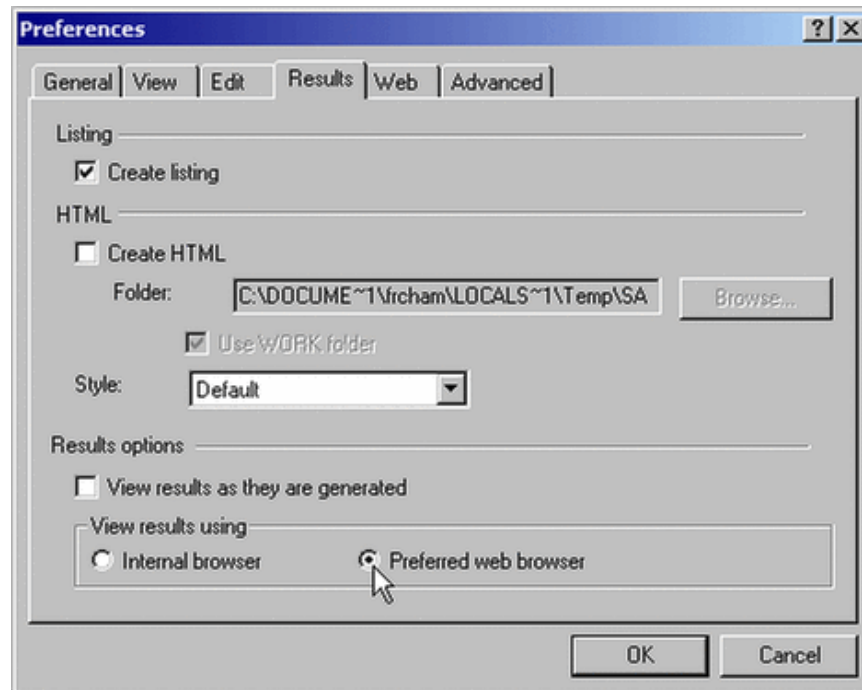 Preferences
General View Edit Results Web Advanced
Listing
Create listing
HTML
Create HTML
Folder: C:\DOCUME~1\frcham\LOCALS~1\Temp\SA Browse...
Use WORK folder
Style: Default
Results options
View results as they are generated
View results using
Internal browser Preferred web browser
OK Cancel